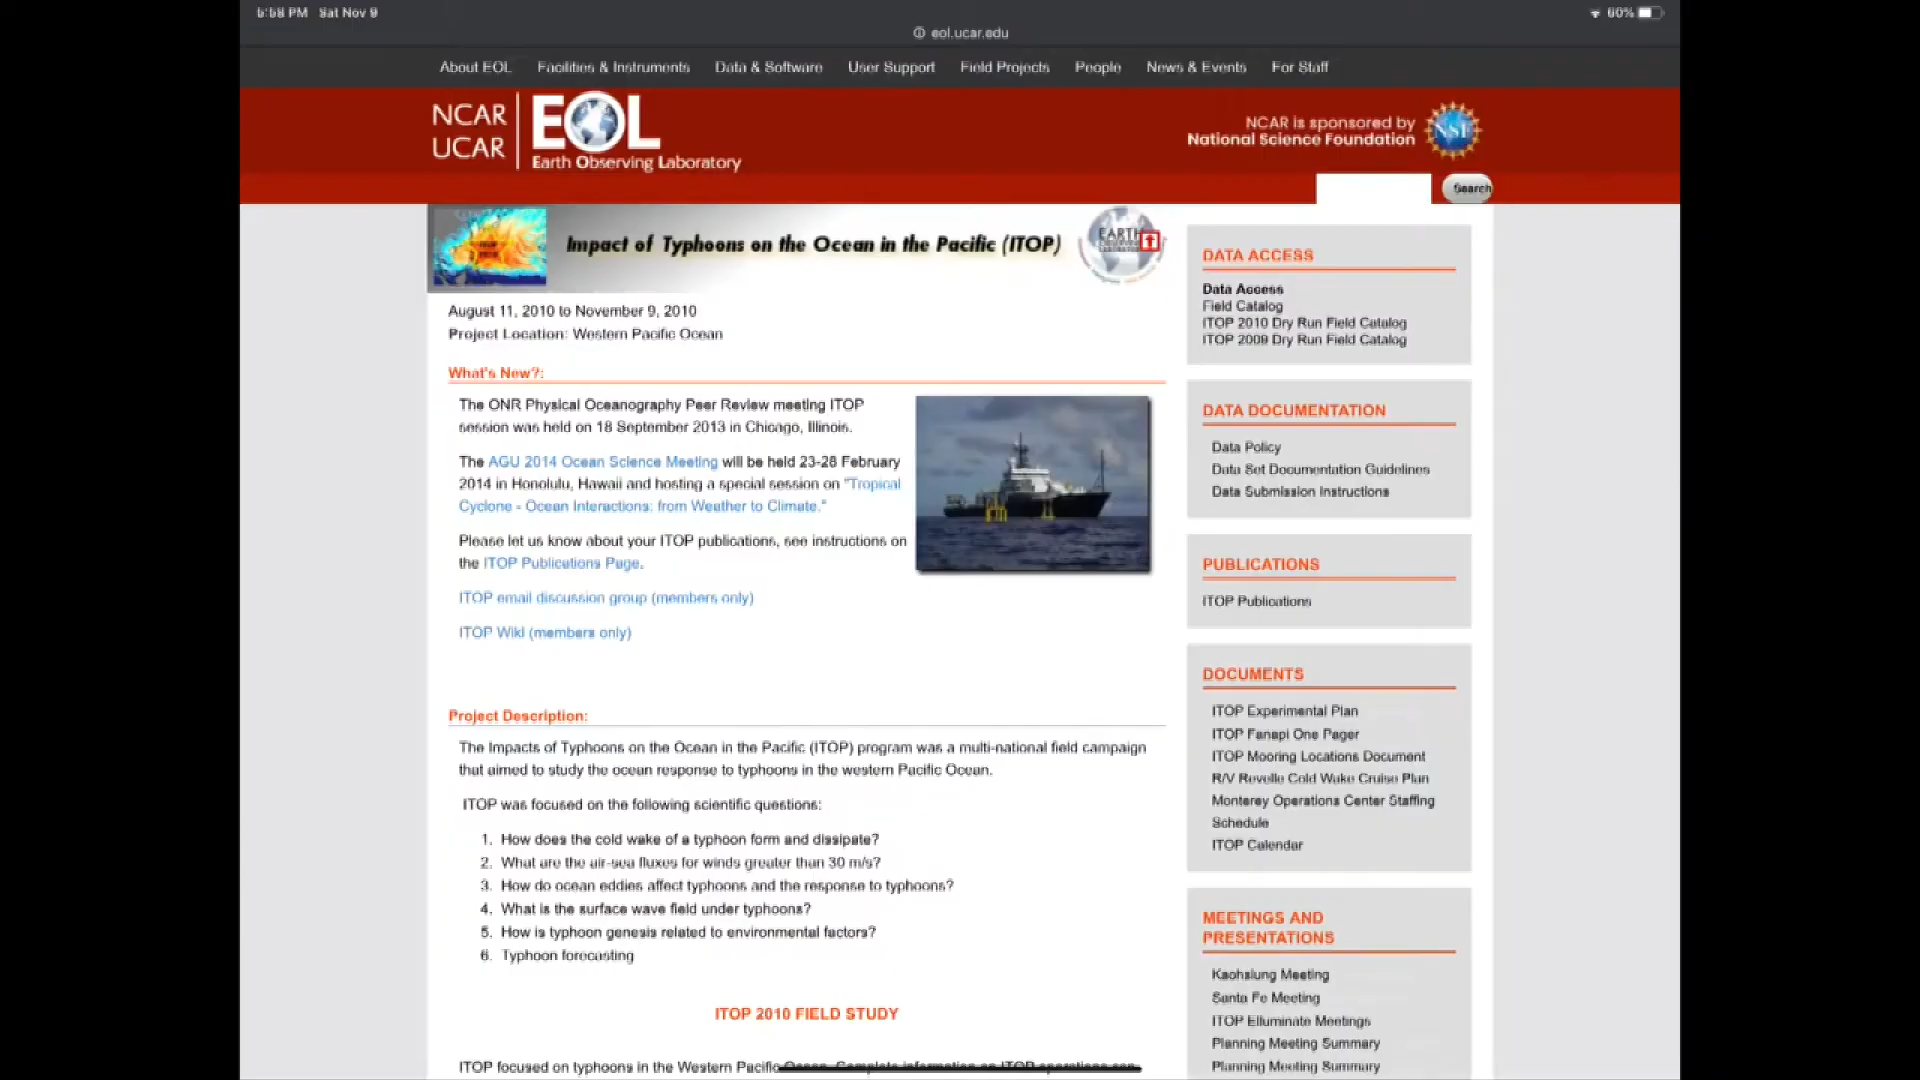 5:58 PM Sat Nov 9
60%
eol.ucar.edu
About EOL Facilities & Instruments Data & Software User Support Field Projects People News & Events For Staff
NCAR
UCAR
EOL
Earth Observing Laboratory
NCAR is sponsored by
National Science Foundation
NSF
Search
Impact of Typhoons on the Ocean in the Pacific (ITOP)
EARTH
August 11, 2010 to November 9, 2010
Project Location: Western Pacific Ocean
What's New?:
The ONR Physical Oceanography Peer Review meeting ITOP
session was held on 18 September 2013 in Chicago, Illinois.
The AGU 2014 Ocean Science Meeting will be held 23-28 February
2014 in Honolulu, Hawaii and hosting a special session on "Tropical
Cyclone - Ocean Interactions: from Weather to Climate."
Please let us know about your ITOP publications, see instructions on
the ITOP Publications Page.
ITOP email discussion group (members only)
ITOP Wiki (members only)
Project Description:
The Impacts of Typhoons on the Ocean in the Pacific (ITOP) program was a multi-national field campaign
that aimed to study the ocean response to typhoons in the western Pacific Ocean.
ITOP was focused on the following scientific questions:
1. How does the cold wake of a typhoon form and dissipate?
2. What are the air-sea fluxes for winds greater than 30 m/s?
3. How do ocean eddies affect typhoons and the response to typhoons?
4. What is the surface wave field under typhoons?
5. How is typhoon genesis related to environmental factors?
6. Typhoon forecasting
ITOP 2010 FIELD STUDY
ITOP focused on typhoons in the Western Pacific Ocean. Complete information on ITOP operations can
DATA ACCESS
Data Access
Field Catalog
ITOP 2010 Dry Run Field Catalog
ITOP 2009 Dry Run Field Catalog
DATA DOCUMENTATION
Data Policy
Data Set Documentation Guidelines
Data Submission Instructions
PUBLICATIONS
ITOP Publications
DOCUMENTS
ITOP Experimental Plan
ITOP Fanapi One Pager
ITOP Mooring Locations Document
R/V Revelle Cold Wake Cruise Plan
Monterey Operations Center Staffing
Schedule
ITOP Calendar
MEETINGS AND
PRESENTATIONS
Kaohsiung Meeting
Santa Fe Meeting
ITOP Elluminate Meetings
Planning Meeting Summary
Planning Meeting Summary